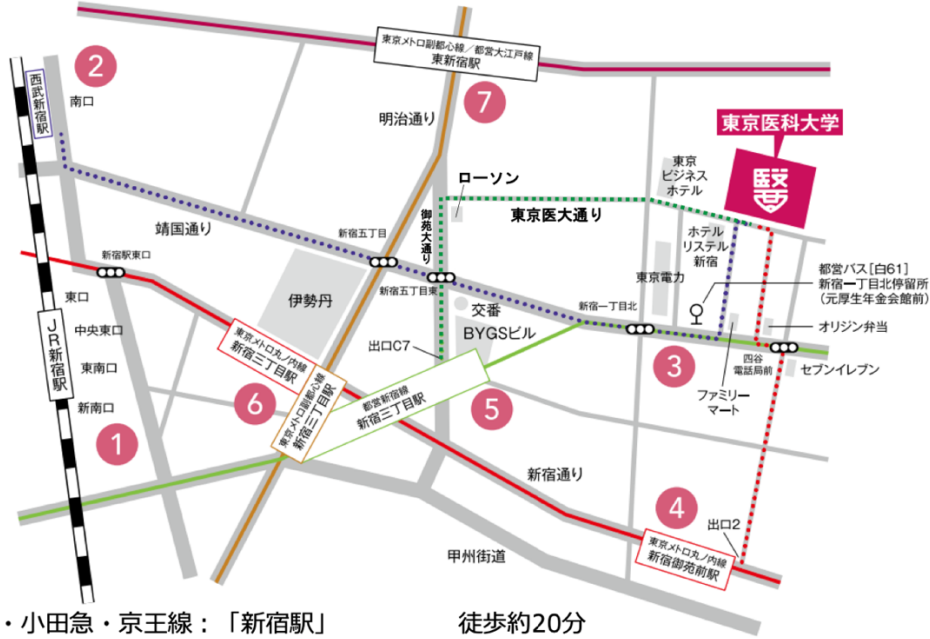 東京メトロ副都心線／都営大江戸線
東新宿駅
7
2
西武新宿駅
南口
明治通り
東京医科大学
医
ローソン
東京医大通り
東京
ビジネス
ホテル
御苑大通り
靖国通り
新宿五丁目
新宿五丁目東
ホテル
リステル
新宿
東京電力
都営バス[白61]
新宿一丁目北停留所
(元厚生年金会館前)
新宿駅東口
東口
中央東口
東南口
新南口
JR新宿駅
1
伊勢丹
交番
BYGSビル
出口C7
新宿一丁目北
3
四谷
電話局前
オリジン弁当
セブンイレブン
ファミリー
マート
東京メトロ丸ノ内線
新宿三丁目駅
6
東京メトロ副都心線
新宿三丁目駅
都営新宿線
新宿三丁目駅
5
新宿通り
4
出口2
東京メトロ丸ノ内線
新宿御苑前駅
甲州街道
・小田急・京王線：「新宿駅」 徒歩約20分